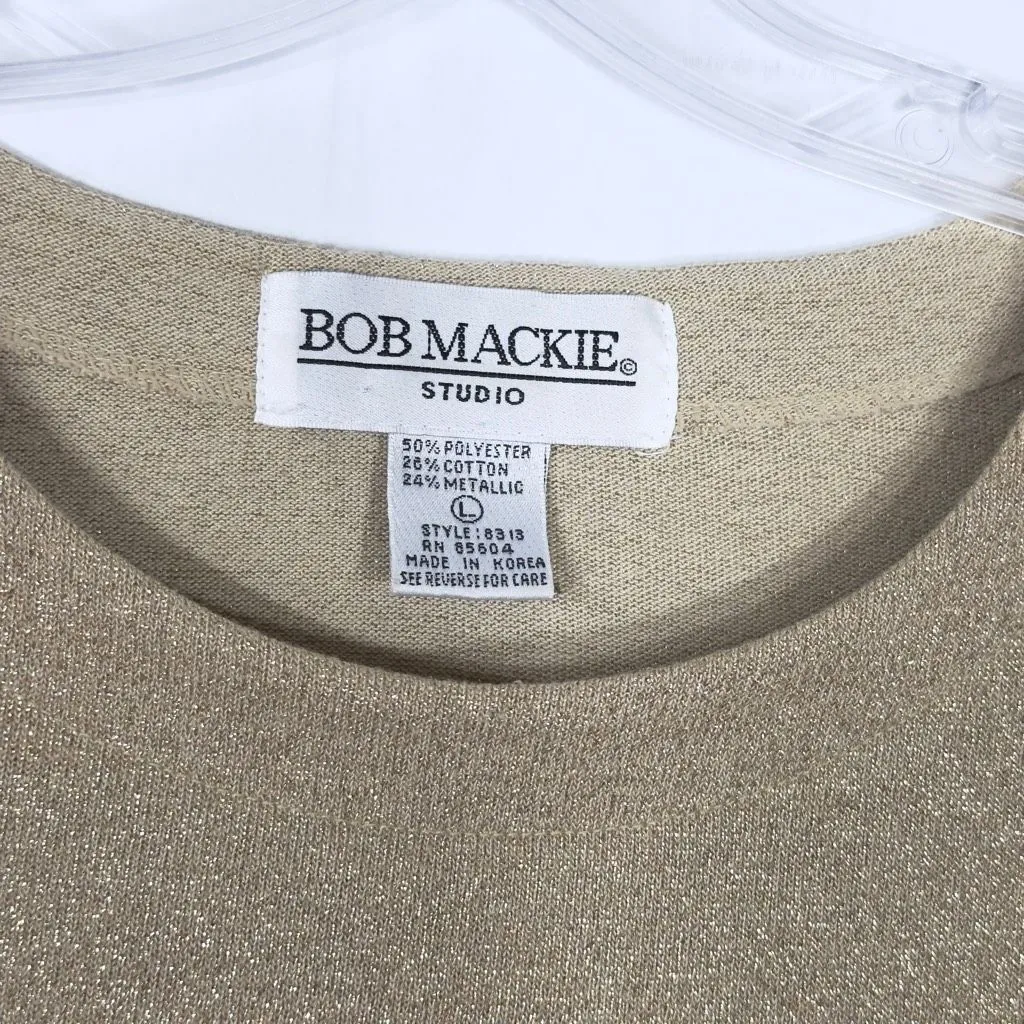 BOB MACKIE©
STUDIO
50% POLYESTER
26% COTTON
24% METALLIC
L
STYLE:8313
RN 85604
MADE IN KOREA
SEE REVERSE FOR CARE